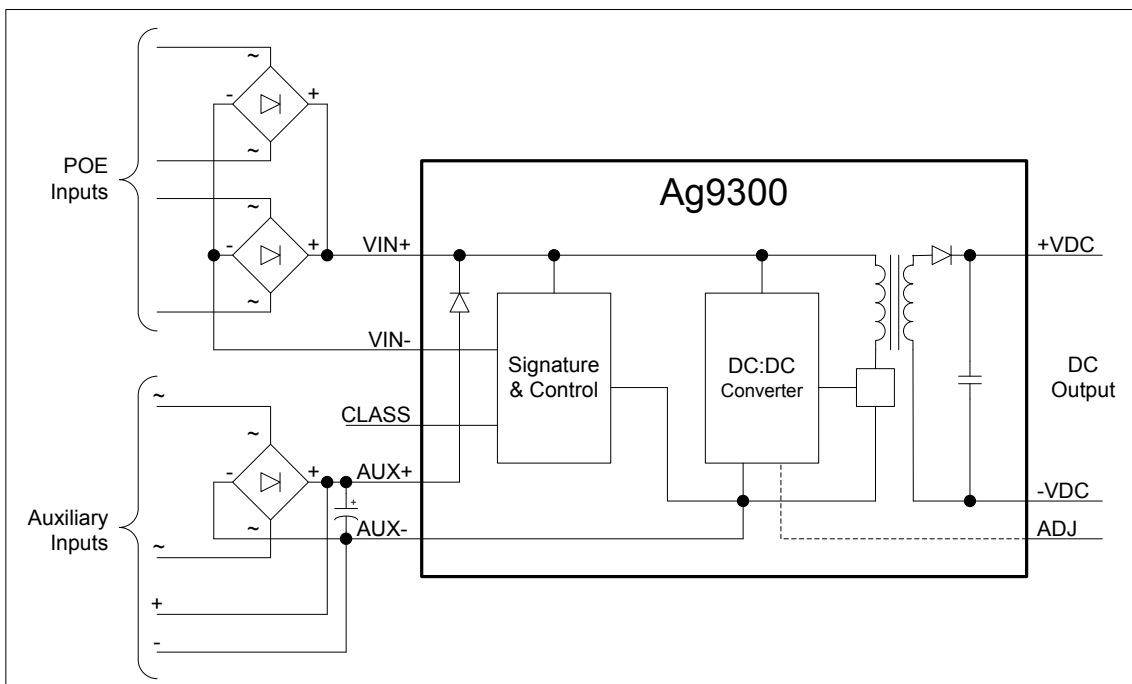 ~
- +
~
POE
Inputs
~
- +
~
Ag9300
VIN+
VIN-
CLASS
AUX+
AUX-
Signature
& Control
DC:DC
Converter
+VDC
DC
Output
-VDC
ADJ
~
~
- +
+
~
~
Auxiliary
Inputs
+
-